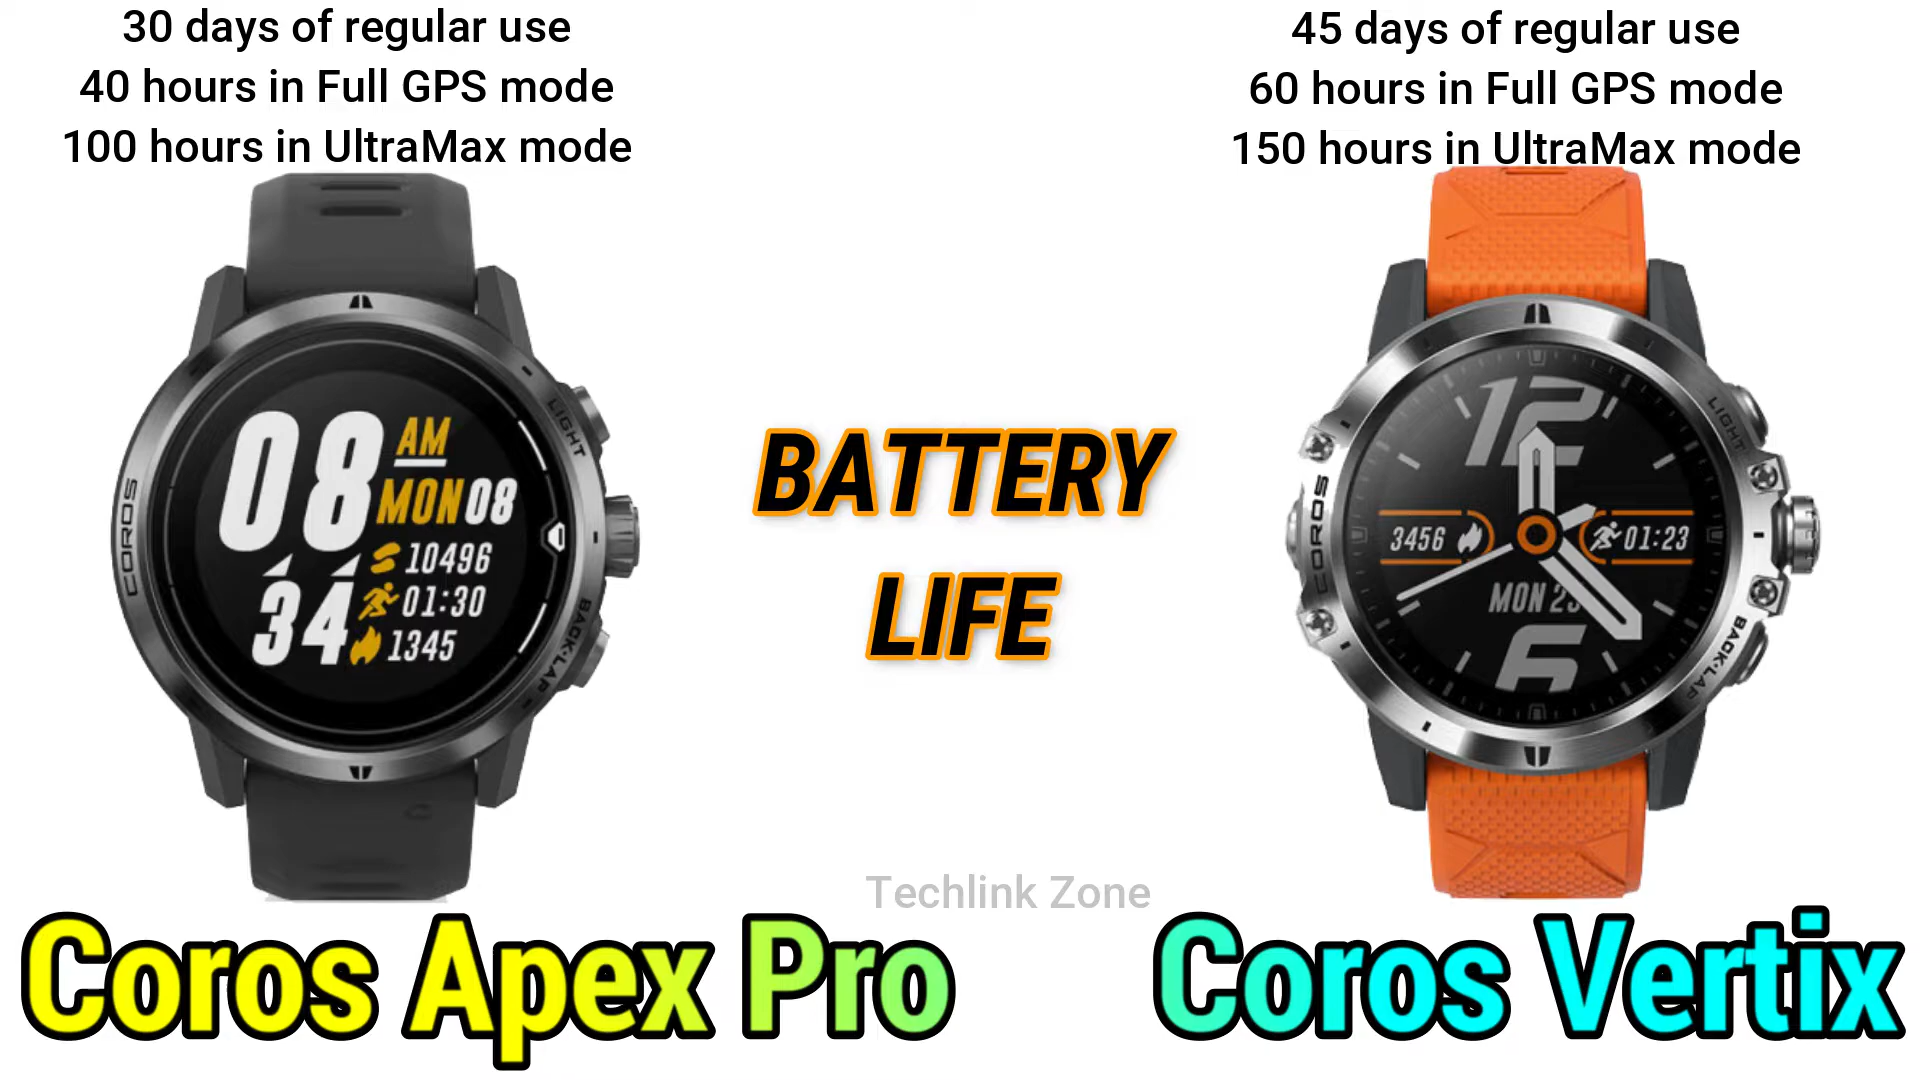 30 days of regular use
40 hours in Full GPS mode
100 hours in UltraMax mode
45 days of regular use
60 hours in Full GPS mode
150 hours in UltraMax mode
LIGHT
COROS
08 AM
MON 08
10496
34
01:30
1345
BACK·LAP
BATTERY
LIFE
LIGHT
COROS
12
3456
01:23
MON
6
BACK·LAP
Techlink Zone
Coros Apex Pro
Coros Vertix